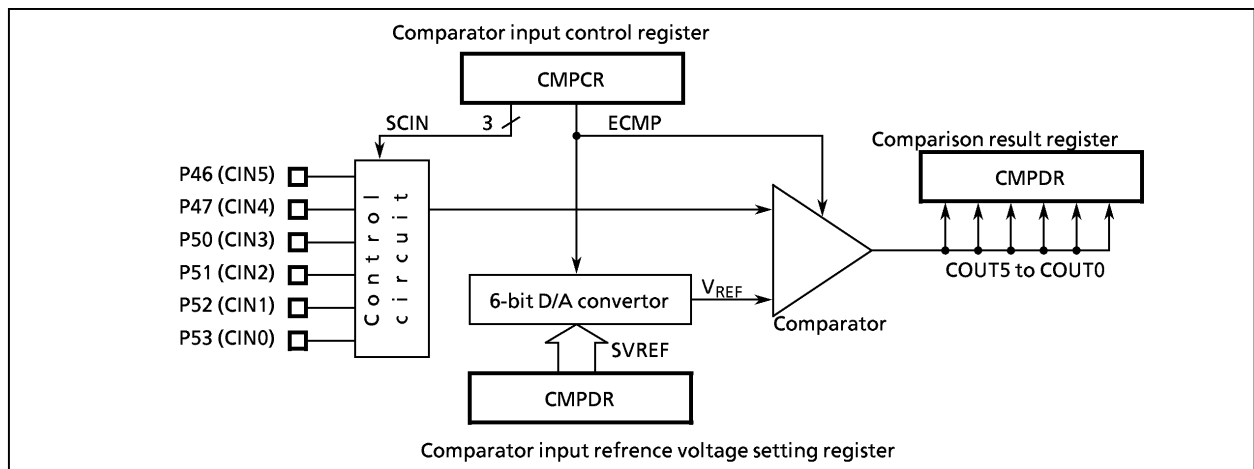 Comparator input control register
CMPCR
SCIN
3
ECMP
Comparison result register
CMPDR
P46 (CIN5)
P47 (CIN4)
P50 (CIN3)
P51 (CIN2)
P52 (CIN1)
P53 (CIN0)
Control
circuit
6-bit D/A convertor
VREF
Comparator
COUT5 to COUT0
SVREF
CMPDR
Comparator input refrence voltage setting register